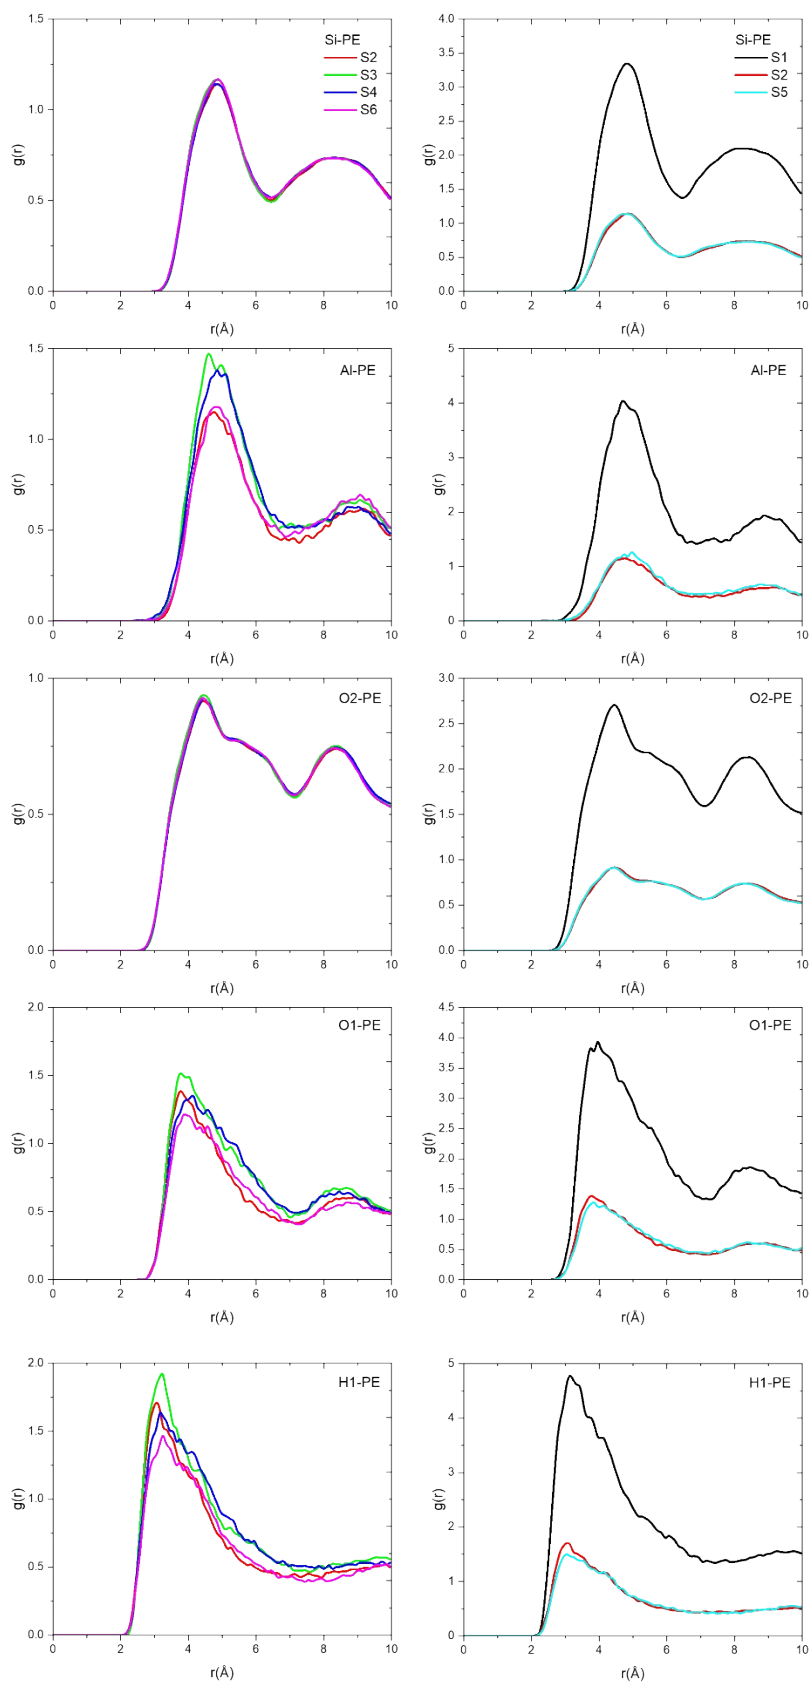 Si-PE
S2
S3
S4
S6
1.5
1.0
0.5
0.0
g(r)
0 2 4 6 8 10
r(Å)
Si-PE
S1
S2
S5
4.0
3.5
3.0
2.5
2.0
1.5
1.0
0.5
0.0
g(r)
0 2 4 6 8 10
r(Å)
Al-PE
1.5
1.0
0.5
0.0
g(r)
0 2 4 6 8 10
r(Å)
Al-PE
5
4
3
2
1
0
g(r)
0 2 4 6 8 10
r(Å)
O2-PE
1.0
0.5
0.0
g(r)
0 2 4 6 8 10
r(Å)
O2-PE
3.0
2.5
2.0
1.5
1.0
0.5
0.0
g(r)
0 2 4 6 8 10
r(Å)
O1-PE
2.0
1.5
1.0
0.5
0.0
g(r)
0 2 4 6 8 10
r(Å)
O1-PE
4.5
4.0
3.5
3.0
2.5
2.0
1.5
1.0
0.5
0.0
g(r)
0 2 4 6 8 10
r(Å)
H1-PE
2.0
1.5
1.0
0.5
0.0
g(r)
0 2 4 6 8 10
r(Å)
H1-PE
5
4
3
2
1
0
g(r)
0 2 4 6 8 10
r(Å)